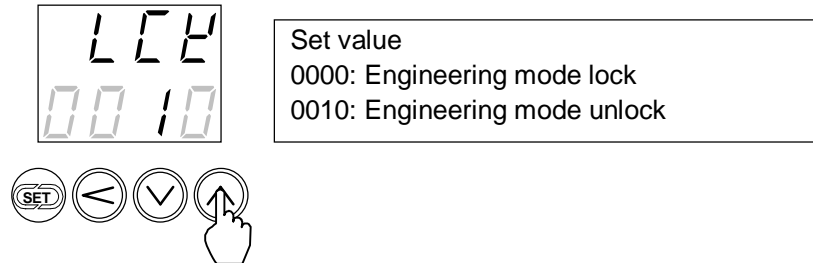 LCK
0010
Set value
0000: Engineering mode lock
0010: Engineering mode unlock
SET